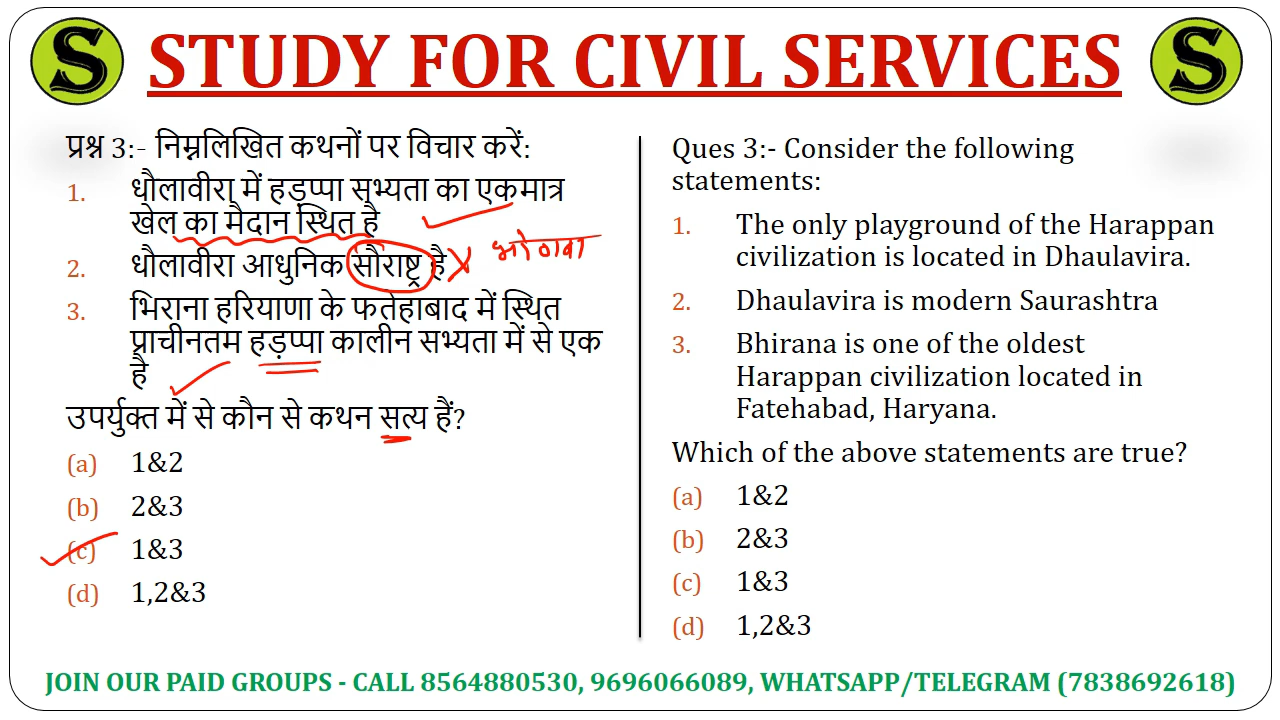 S STUDY FOR CIVIL SERVICES S
प्रश्न 3:- निम्नलिखित कथनों पर विचार करें:
1. धौलावीरा में हड़प्पा सभ्यता का एकमात्र
खेल का मैदान स्थित है
2. धौलावीरा आधुनिक सौराष्ट्र है
3. भिराना हरियाणा के फतेहाबाद में स्थित
प्राचीनतम हड़प्पा कालीन सभ्यता में से एक
है
उपर्युक्त में से कौन से कथन सत्य हैं?
(a) 1&2
(b) 2&3
(c) 1&3
(d) 1,2&3
Ques 3:- Consider the following
statements:
1. The only playground of the Harappan
civilization is located in Dhaulavira.
2. Dhaulavira is modern Saurashtra
3. Bhirana is one of the oldest
Harappan civilization located in
Fatehabad, Haryana.
Which of the above statements are true?
(a) 1&2
(b) 2&3
(c) 1&3
(d) 1,2&3
JOIN OUR PAID GROUPS - CALL 8564880530, 9696066089, WHATSAPP/TELEGRAM (7838692618)